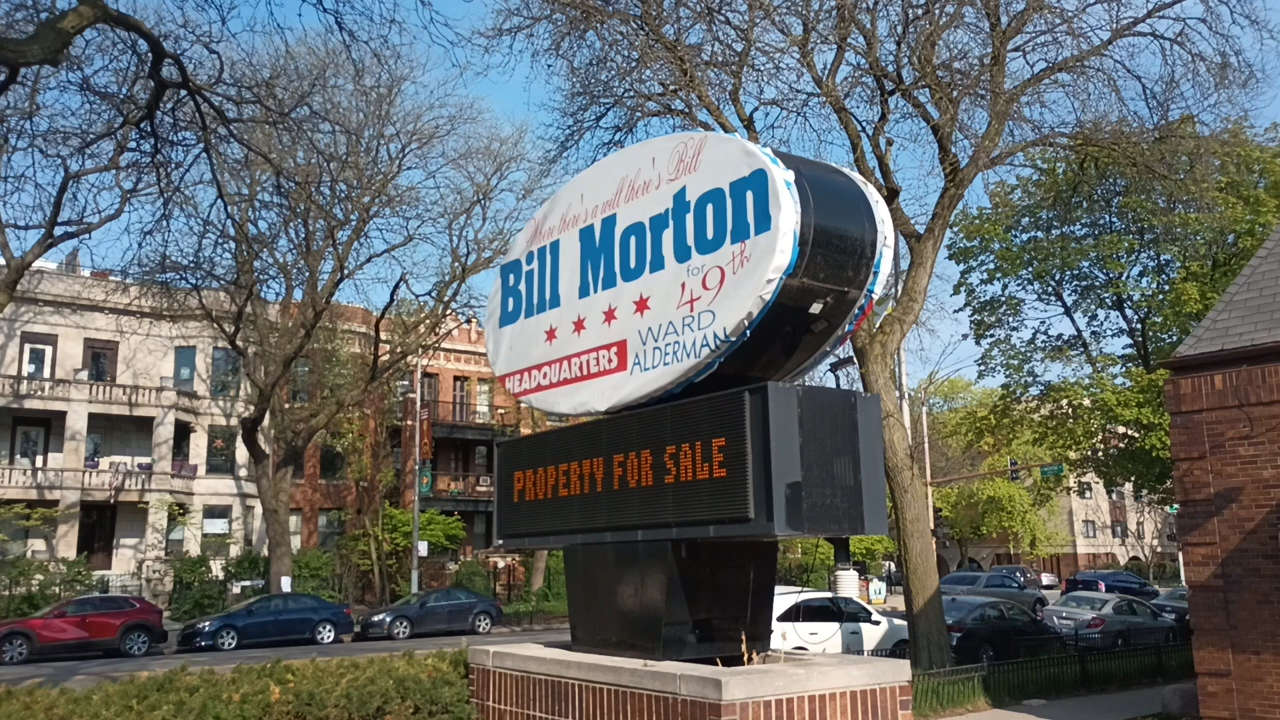 Where there's a will there's Bill
Bill Morton
for 49th
WARD
ALDERMAN
HEADQUARTERS
PROPERTY FOR SALE